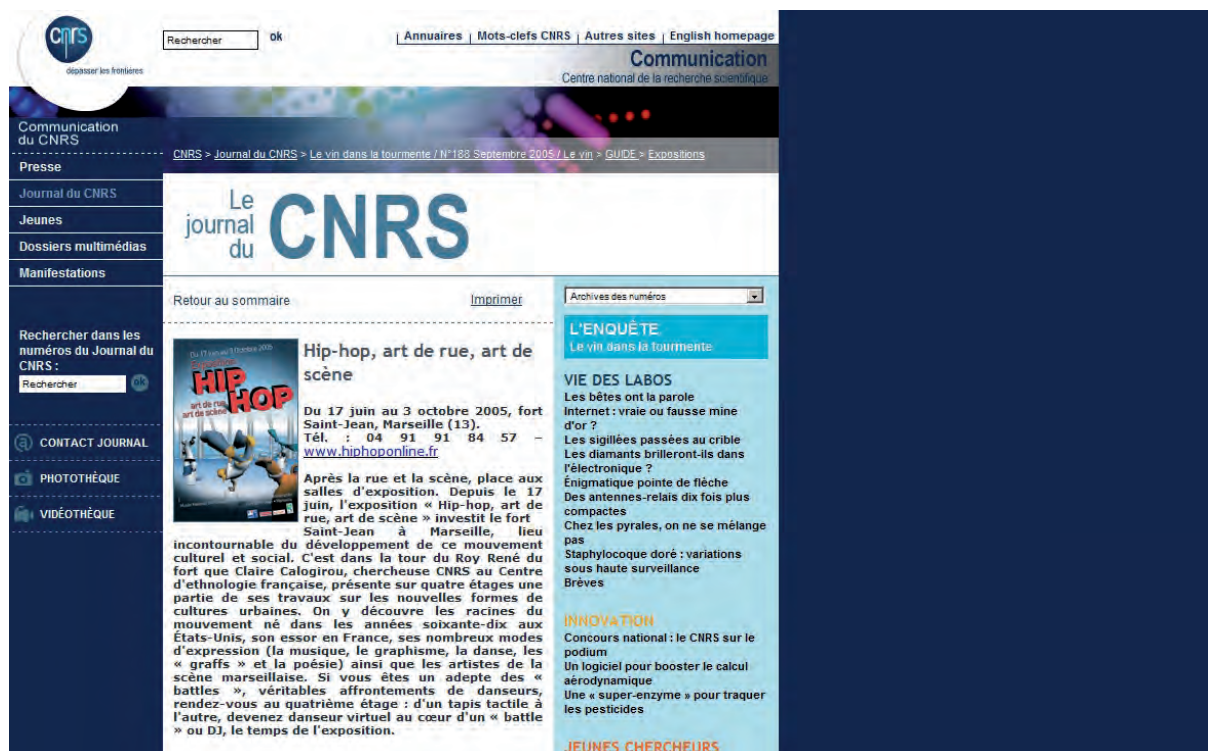 cnrs
dépasser les frontières
Rechercher ok
Annuaires | Mots-clefs CNRS | Autres sites | English homepage
Communication
Centre national de la recherche scientifique
Communication
du CNRS
Presse
Journal du CNRS
Jeunes
Dossiers multimédias
Manifestations
Rechercher dans les
numéros du Journal du
CNRS :
Rechercher ok
CONTACT JOURNAL
PHOTOTHÈQUE
VIDÉOTHÈQUE
CNRS > Journal du CNRS > Le vin dans la tourmente / N°188 Septembre 2005 / Le vin > GUIDE > Expositions
Le
journal
du
CNRS
Retour au sommaire
Imprimer
Du 17 juin au 3 octobre 2005
Exposition
HIP
HOP
art de rue,
art de scène
Hip-hop, art de rue, art de
scène
Du 17 juin au 3 octobre 2005, fort
Saint-Jean, Marseille (13).
Tél. : 04 91 91 84 57 –
www.hiphoponline.fr
Après la rue et la scène, place aux
salles d'exposition. Depuis le 17
juin, l'exposition « Hip-hop, art de
rue, art de scène » investit le fort
Saint-Jean à Marseille, lieu
incontournable du développement de ce mouvement
culturel et social. C'est dans la tour du Roy René du
fort que Claire Calogirou, chercheuse CNRS au Centre
d'ethnologie française, présente sur quatre étages une
partie de ses travaux sur les nouvelles formes de
cultures urbaines. On y découvre les racines du
mouvement né dans les années soixante-dix aux
États-Unis, son essor en France, ses nombreux modes
d'expression (la musique, le graphisme, la danse, les
« graffs » et la poésie) ainsi que les artistes de la
scène marseillaise. Si vous êtes un adepte des «
battles », véritables affrontements de danseurs,
rendez-vous au quatrième étage : d'un tapis tactile à
l'autre, devenez danseur virtuel au cœur d'un « battle
» ou DJ, le temps de l'exposition.
Archives des numéros
L'ENQUÊTE
Le vin dans la tourmente
VIE DES LABOS
Les bêtes ont la parole
Internet : vraie ou fausse mine
d'or ?
Les sigillées passées au crible
Les diamants brilleront-ils dans
l'électronique ?
Énigmatique pointe de flèche
Des antennes-relais dix fois plus
compactes
Chez les pyrales, on ne se mélange
pas
Staphylocoque doré : variations
sous haute surveillance
Brèves
INNOVATION
Concours national : le CNRS sur le
podium
Un logiciel pour booster le calcul
aérodynamique
Une « super-enzyme » pour traquer
les pesticides
JEUNES CHERCHEURS